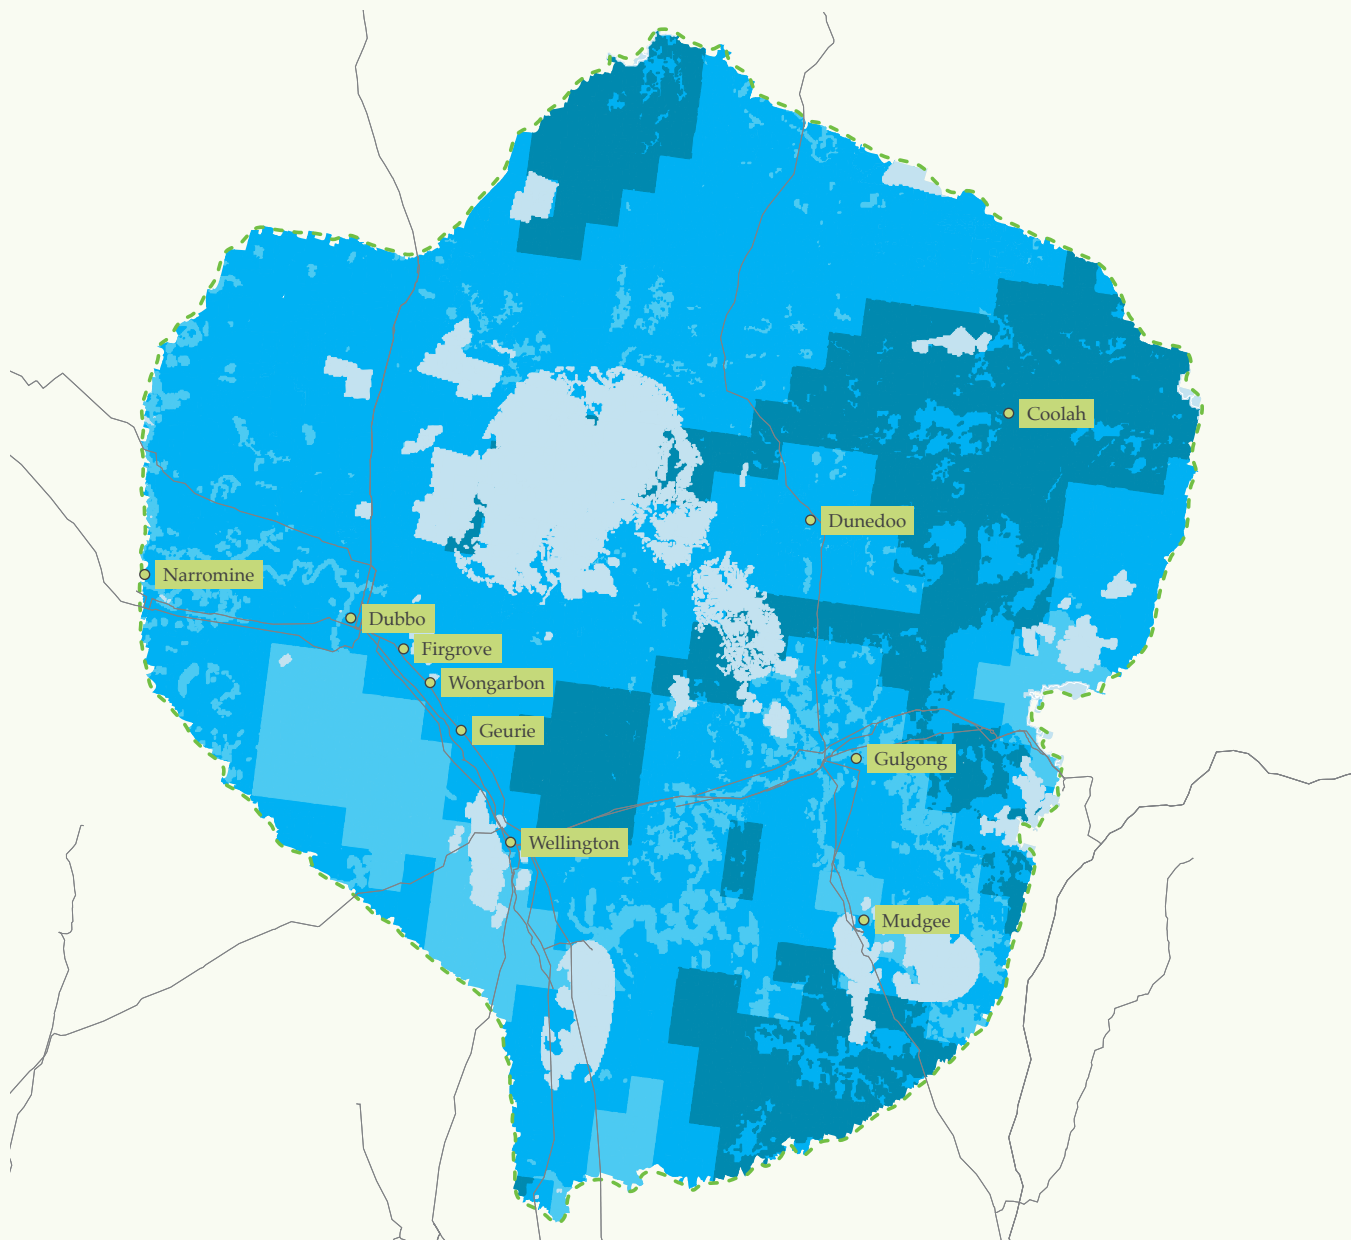 Coolah
Dunedoo
Narromine
Dubbo
Firgrove
Wongarbon
Geurie
Gulgong
Wellington
Mudgee